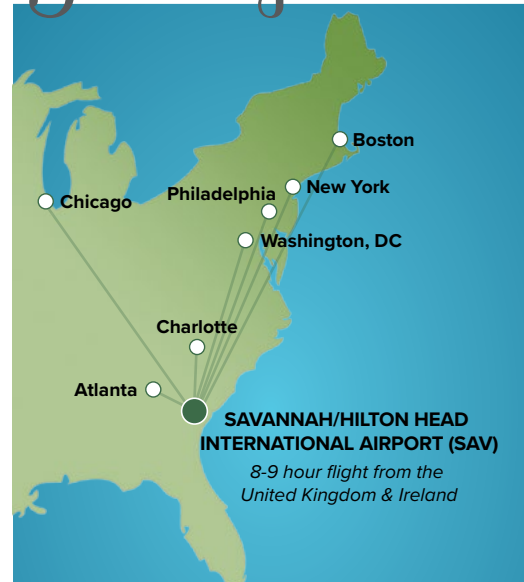 Boston
New York
Philadelphia
Chicago
Washington, DC
Charlotte
Atlanta
SAVANNAH/HILTON HEAD
INTERNATIONAL AIRPORT (SAV)
8-9 hour flight from the
United Kingdom & Ireland